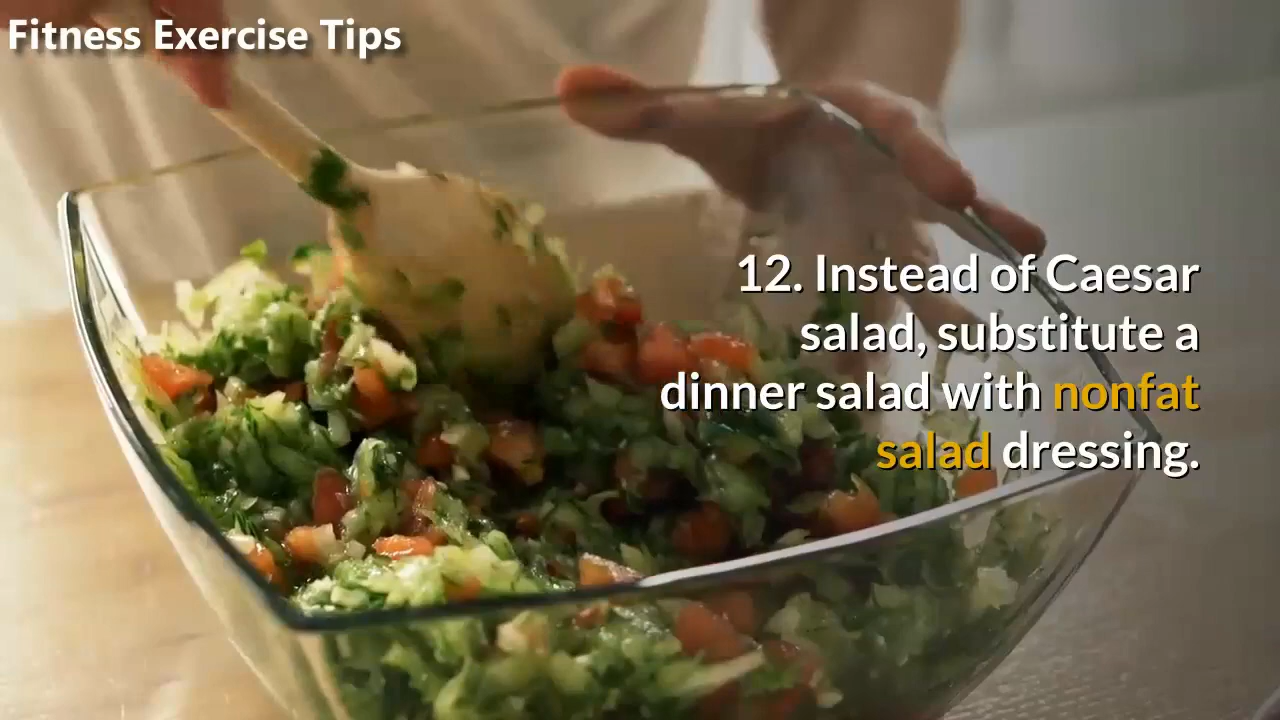 Fitness Exercise Tips
12. Instead of Caesar
salad, substitute a
dinner salad with nonfat
salad dressing.